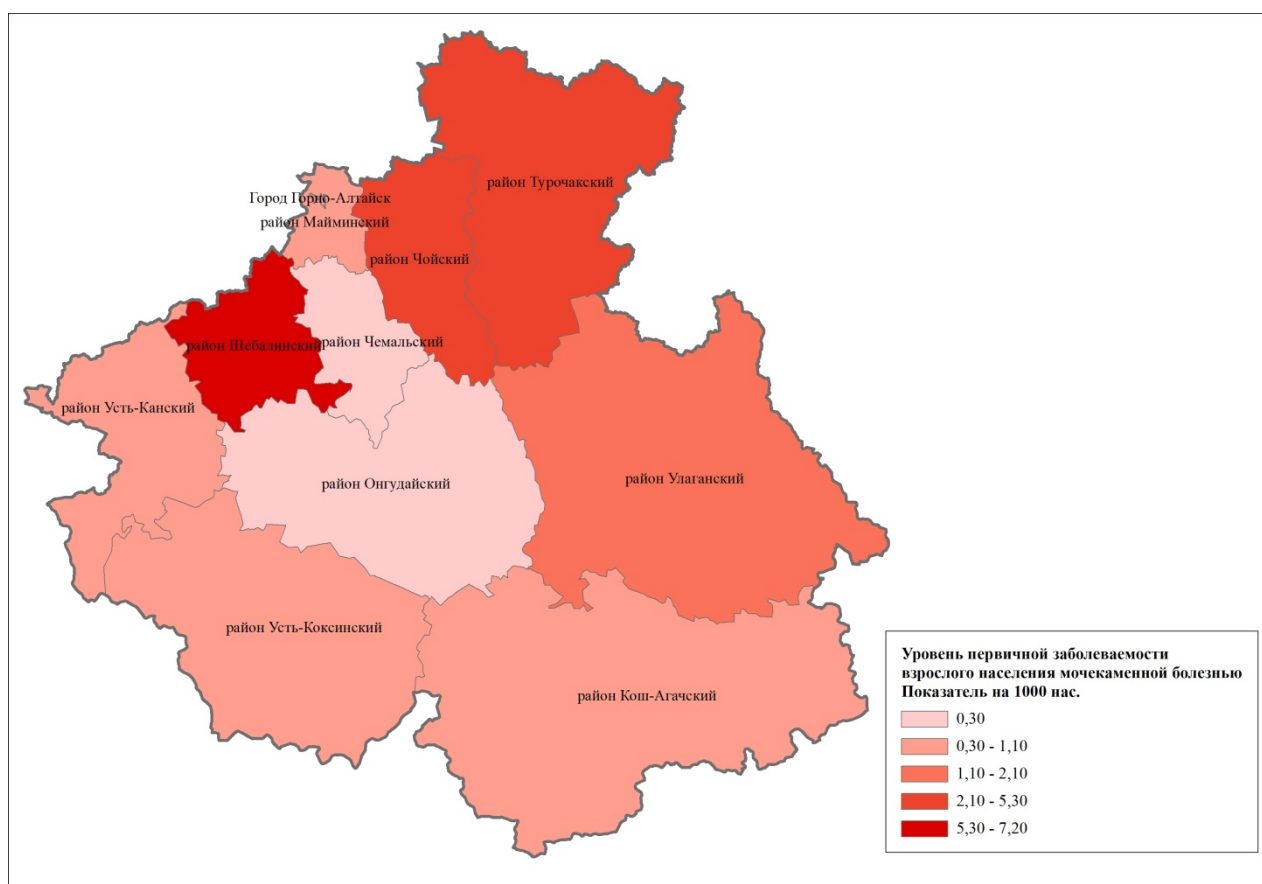 район Турочакский
Город Горно-Алтайск
район Майминский
район Чойский
район Шебалинский
район Чемальский
район Усть-Канский
район Онгудайский
район Улаганский
район Усть-Коксинский
район Кош-Агачский
Уровень первичной заболеваемости
взрослого населения мочекаменной болезнью
Показатель на 1000 нас.
0,30
0,30 - 1,10
1,10 - 2,10
2,10 - 5,30
5,30 - 7,20